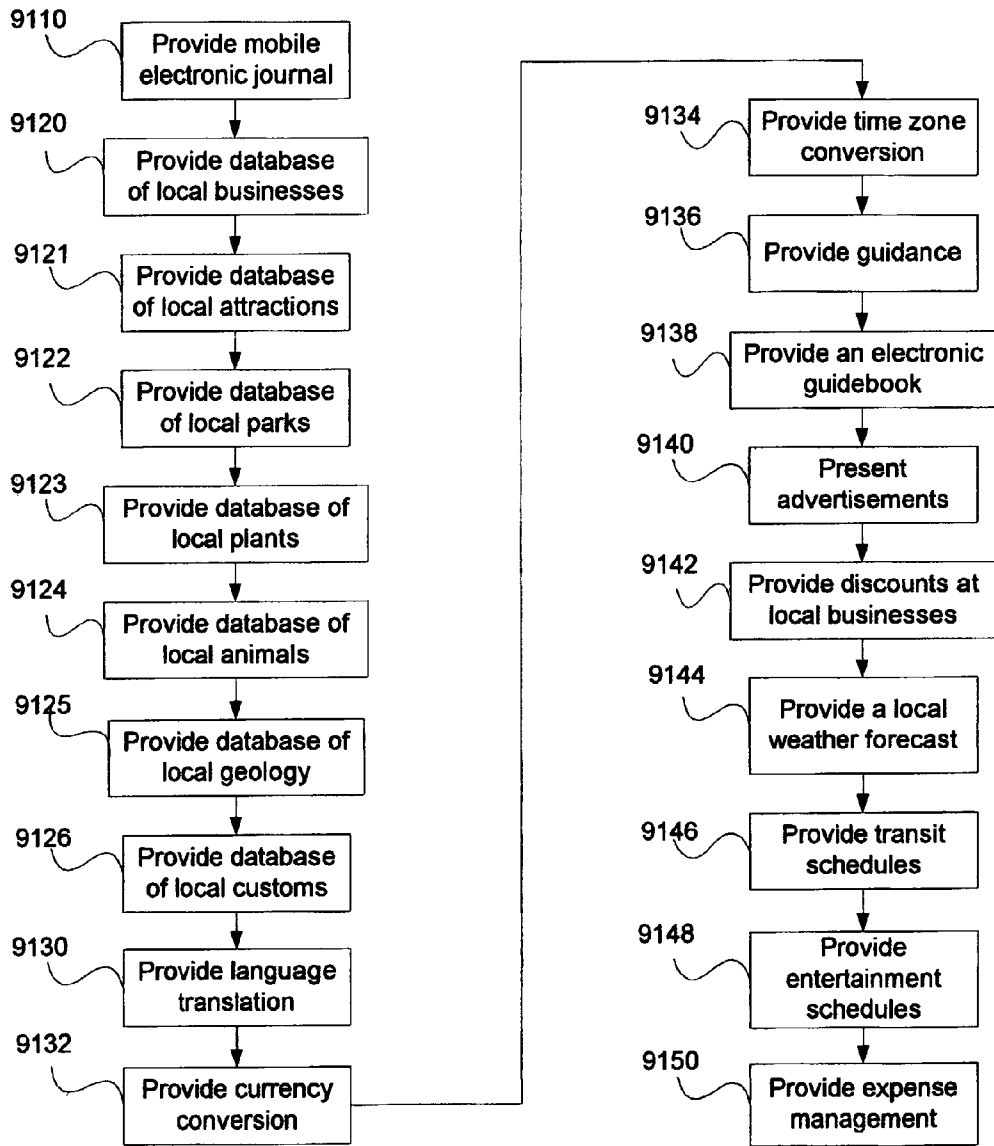 9110
Provide mobile
electronic journal
9120
Provide database
of local businesses
9121
Provide database
of local attractions
9122
Provide database
of local parks
9123
Provide database of
local plants
9124
Provide database of
local animals
9125
Provide database of
local geology
9126
Provide database
of local customs
9130
Provide language
translation
9132
Provide currency
conversion
9134
Provide time zone
conversion
9136
Provide guidance
9138
Provide an electronic
guidebook
9140
Present
advertisements
9142
Provide discounts at
local businesses
9144
Provide a local
weather forecast
9146
Provide transit
schedules
9148
Provide
entertainment
schedules
9150
Provide expense
management